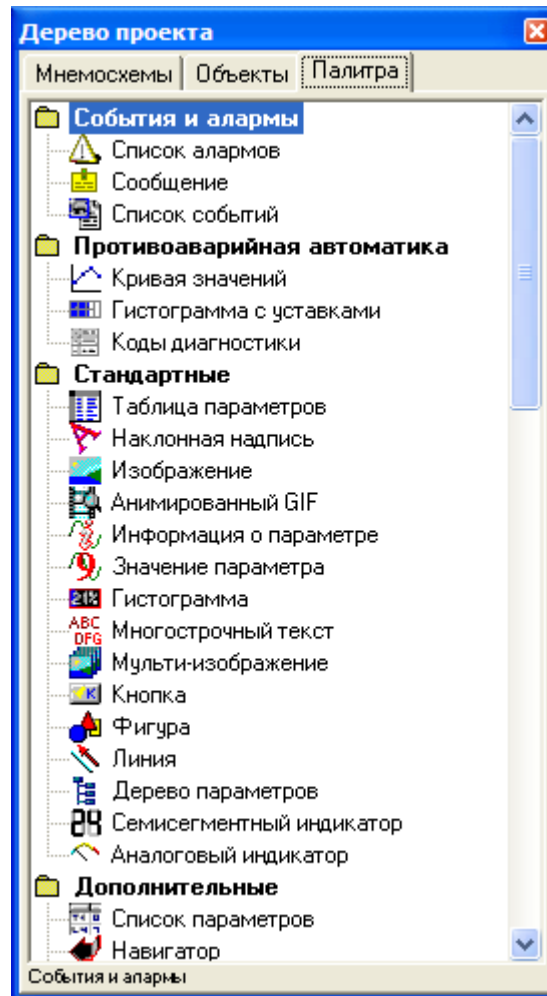 Дерево проекта
Мнемосхемы Объекты Палитра
События и алармы
Список алармов
Сообщение
Список событий
Противоаварийная автоматика
Кривая значений
Гистограмма с уставками
Коды диагностики
Стандартные
Таблица параметров
Наклонная надпись
Изображение
Анимированный GIF
Информация о параметре
Значение параметра
Гистограмма
ABC
DFG
Многострочный текст
Мульти-изображение
Кнопка
Фигура
Линия
Дерево параметров
Семисегментный индикатор
Аналоговый индикатор
Дополнительные
Список параметров
Навигатор
События и алармы